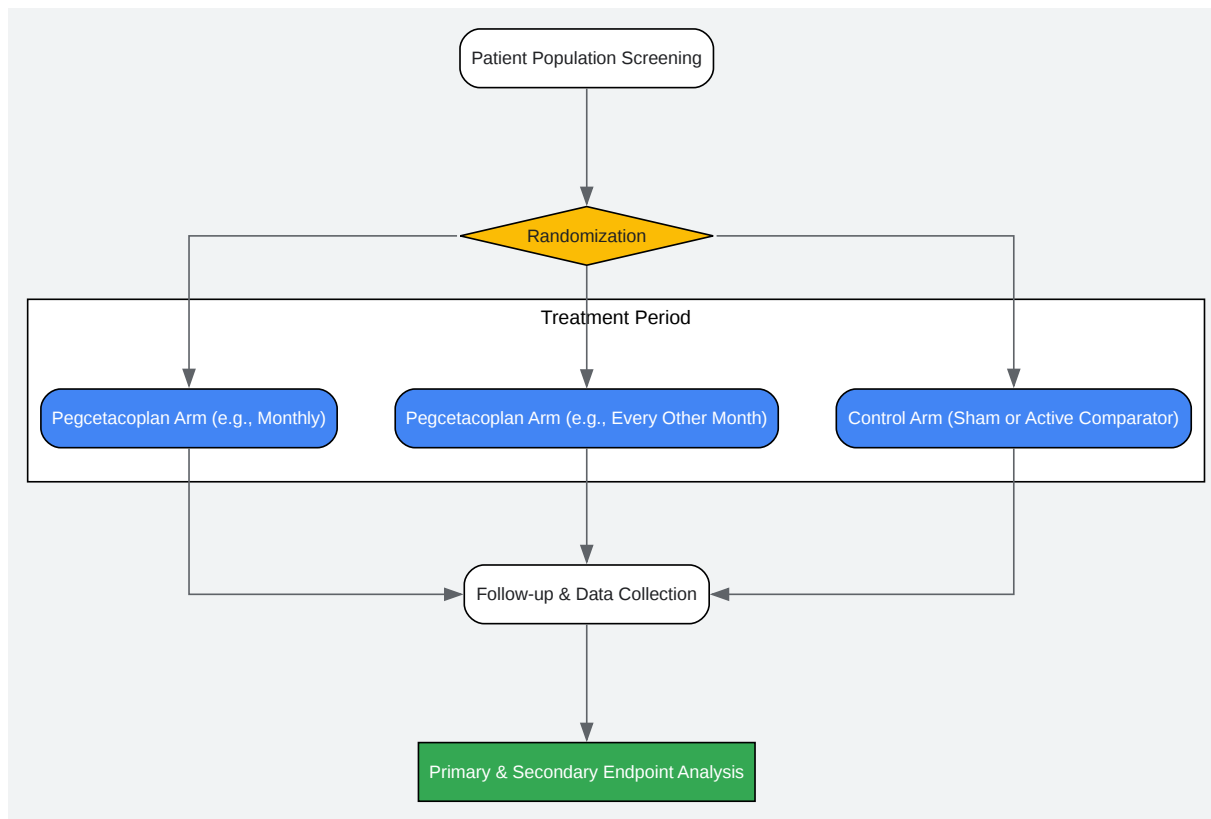 Patient Population Screening
Randomization
Treatment Period
Pegcetacoplan Arm (e.g., Monthly)
Pegcetacoplan Arm (e.g., Every Other Month)
Control Arm (Sham or Active Comparator)
Follow-up & Data Collection
Primary & Secondary Endpoint Analysis